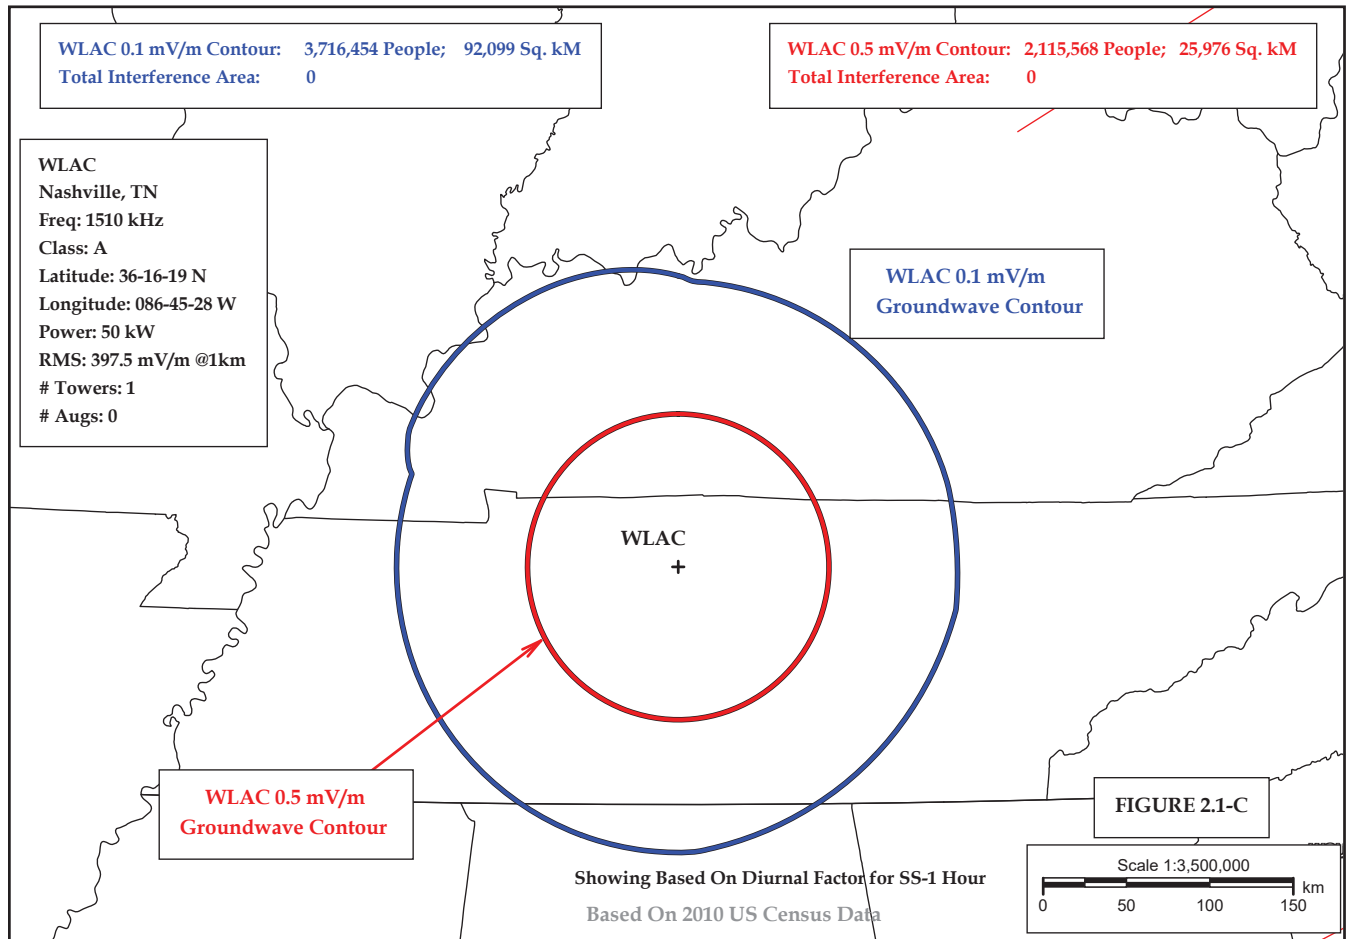 WLAC 0.1 mV/m Contour: 3,716,454 People; 92,099 Sq. kM
Total Interference Area: 0
WLAC 0.5 mV/m Contour: 2,115,568 People; 25,976 Sq. kM
Total Interference Area: 0
WLAC
Nashville, TN
Freq: 1510 kHz
Class: A
Latitude: 36-16-19 N
Longitude: 086-45-28 W
Power: 50 kW
RMS: 397.5 mV/m @1km
# Towers: 1
# Augs: 0
WLAC 0.1 mV/m
Groundwave Contour
WLAC
WLAC 0.5 mV/m
Groundwave Contour
FIGURE 2.1-C
Showing Based On Diurnal Factor for SS-1 Hour
Based On 2010 US Census Data
Scale 1:3,500,000
km
0 50 100 150